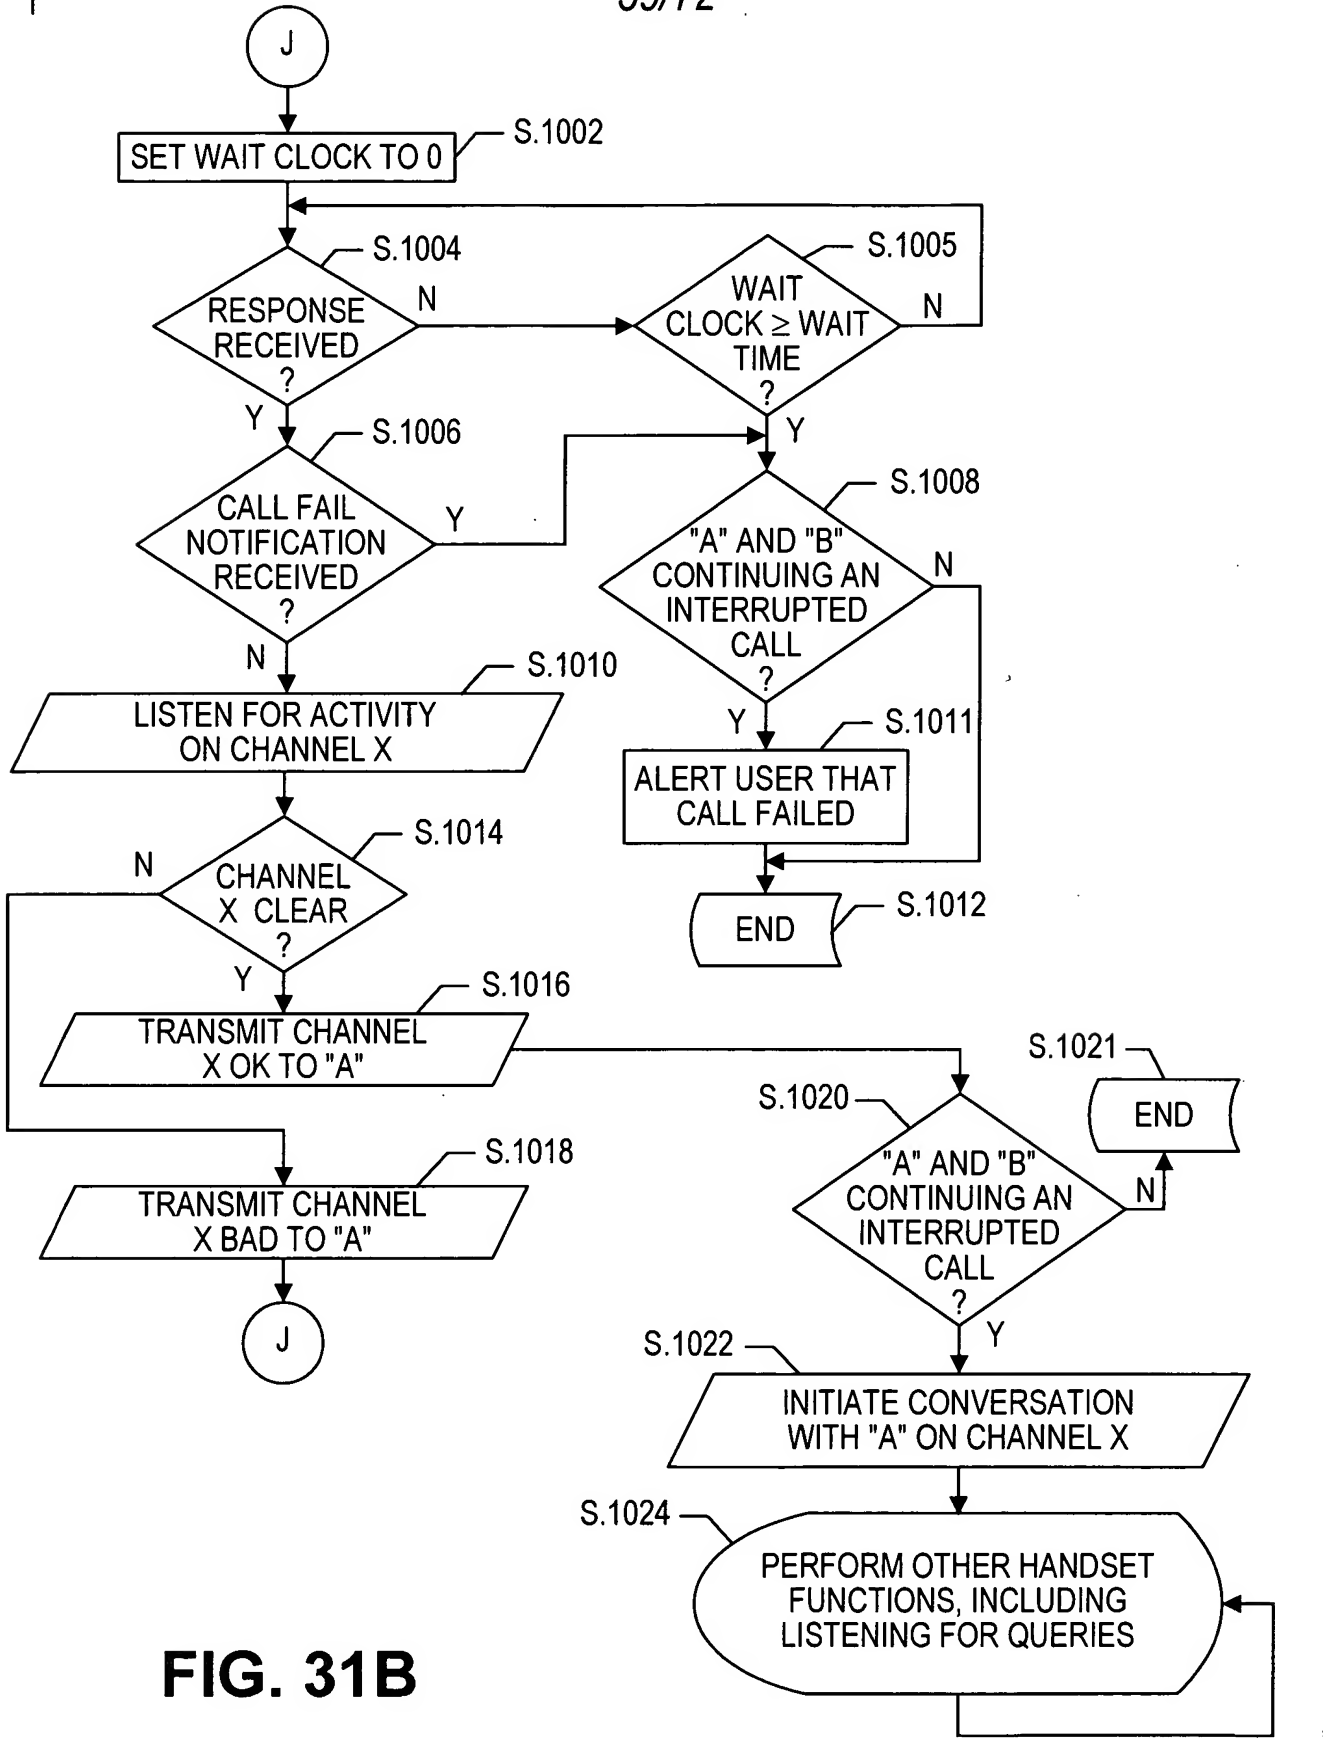 J
SET WAIT CLOCK TO 0
S.1002
S.1004
RESPONSE
RECEIVED
?
N
Y
S.1005
WAIT
CLOCK ≥ WAIT
TIME
?
N
Y
S.1006
CALL FAIL
NOTIFICATION
RECEIVED
?
Y
N
S.1008
"A" AND "B"
CONTINUING AN
INTERRUPTED
CALL
?
N
Y
S.1010
LISTEN FOR ACTIVITY
ON CHANNEL X
S.1011
ALERT USER THAT
CALL FAILED
S.1012
END
S.1014
CHANNEL
X CLEAR
?
N
Y
S.1016
TRANSMIT CHANNEL
X OK TO "A"
S.1018
TRANSMIT CHANNEL
X BAD TO "A"
J
S.1020
"A" AND "B"
CONTINUING AN
INTERRUPTED
CALL
?
N
Y
S.1021
END
S.1022
INITIATE CONVERSATION
WITH "A" ON CHANNEL X
S.1024
PERFORM OTHER HANDSET
FUNCTIONS, INCLUDING
LISTENING FOR QUERIES
FIG. 31B